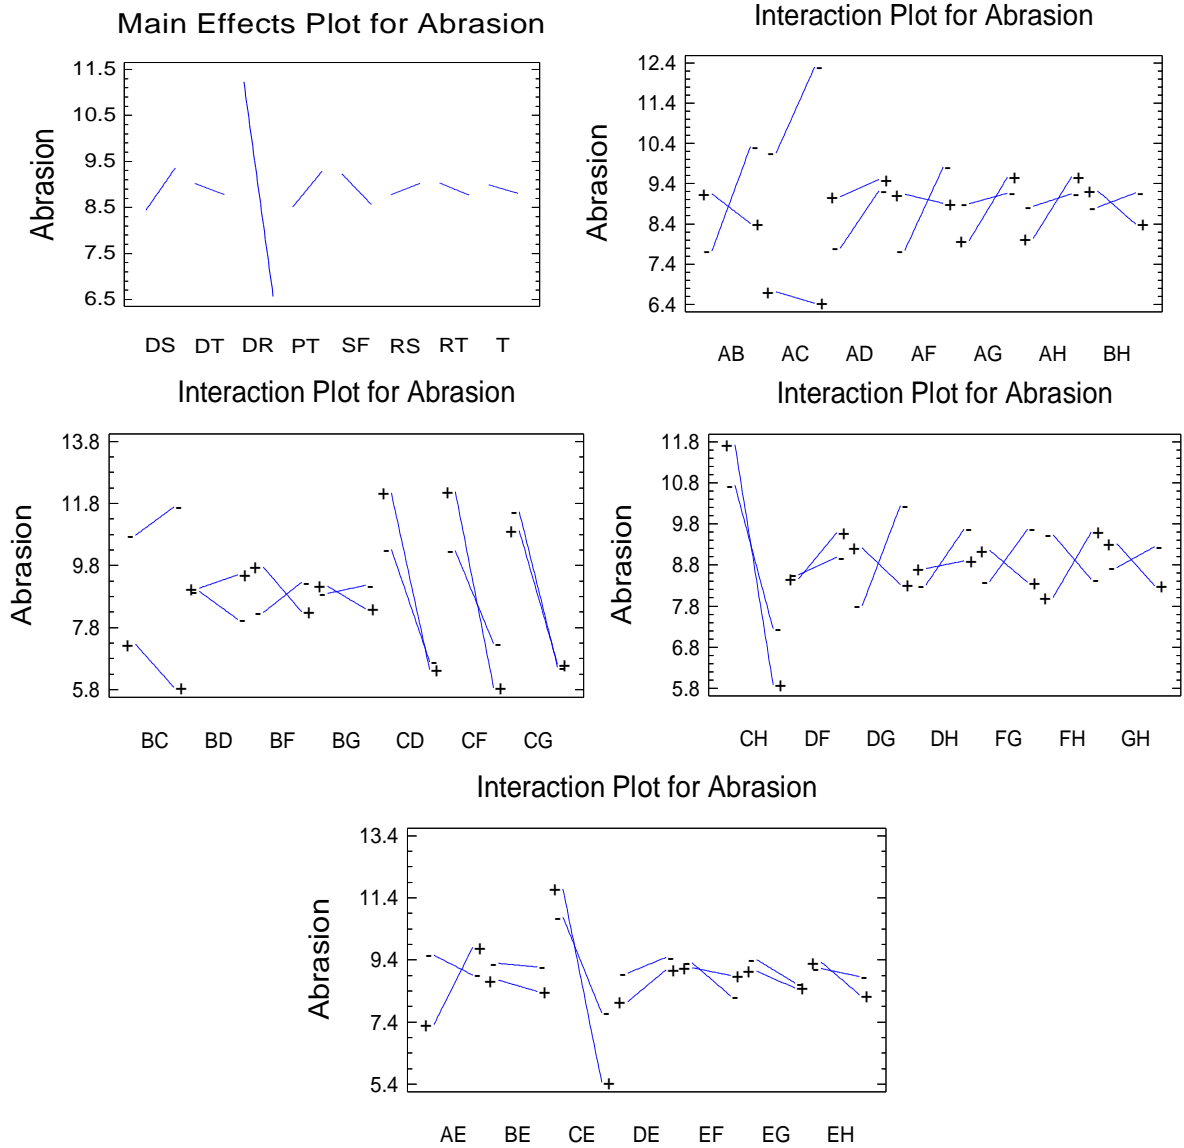 Main Effects Plot for Abrasion
Abrasion
11.5
10.5
9.5
8.5
7.5
6.5
DS DT DR PT SF RS RT T
Interaction Plot for Abrasion
Abrasion
12.4
11.4
10.4
9.4
8.4
7.4
6.4
AB AC AD AF AG AH BH
Interaction Plot for Abrasion
Abrasion
13.8
11.8
9.8
7.8
5.8
BC BD BF BG CD CF CG
Interaction Plot for Abrasion
Abrasion
11.8
10.8
9.8
8.8
7.8
6.8
5.8
CH DF DG DH FG FH GH
Interaction Plot for Abrasion
Abrasion
13.4
11.4
9.4
7.4
5.4
AE BE CE DE EF EG EH